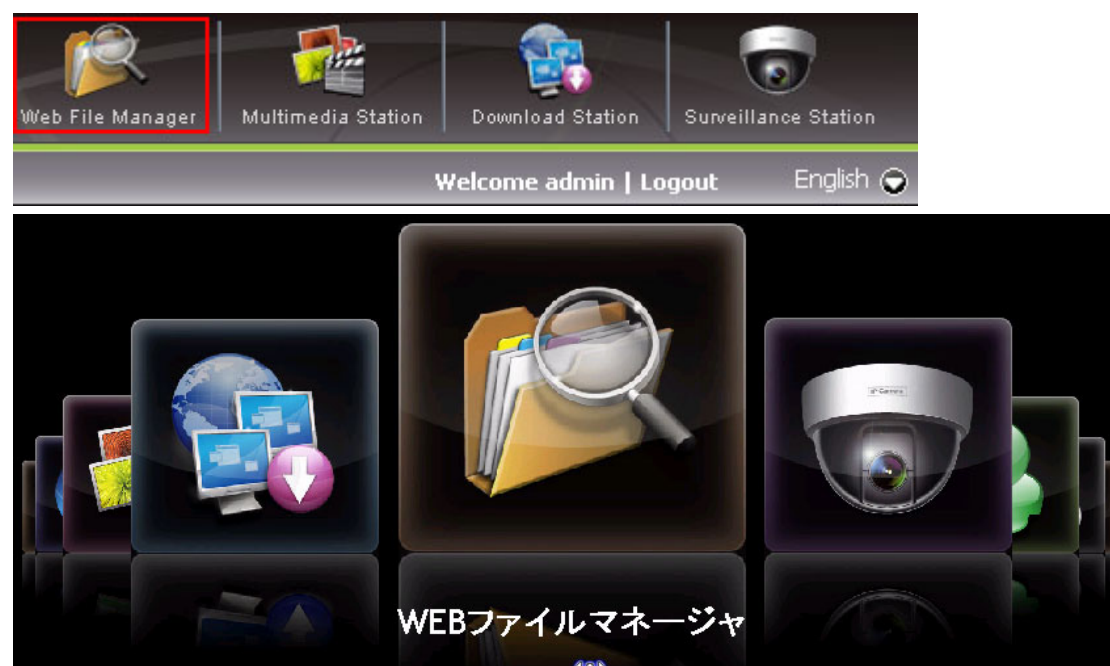 Web File Manager
Multimedia Station
Download Station
Surveillance Station
Welcome admin | Logout
English
WEBファイルマネージャ